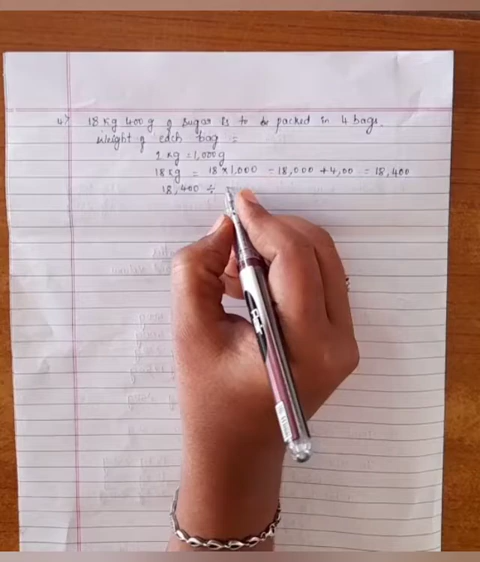 4) 18 Kg 400 g of sugar is to be packed in 4 bags.
Weight of each bag =
1 Kg = 1,000g
18 Kg = 18 × 1,000 = 18,000 + 4,00 = 18,400
18,400 ÷